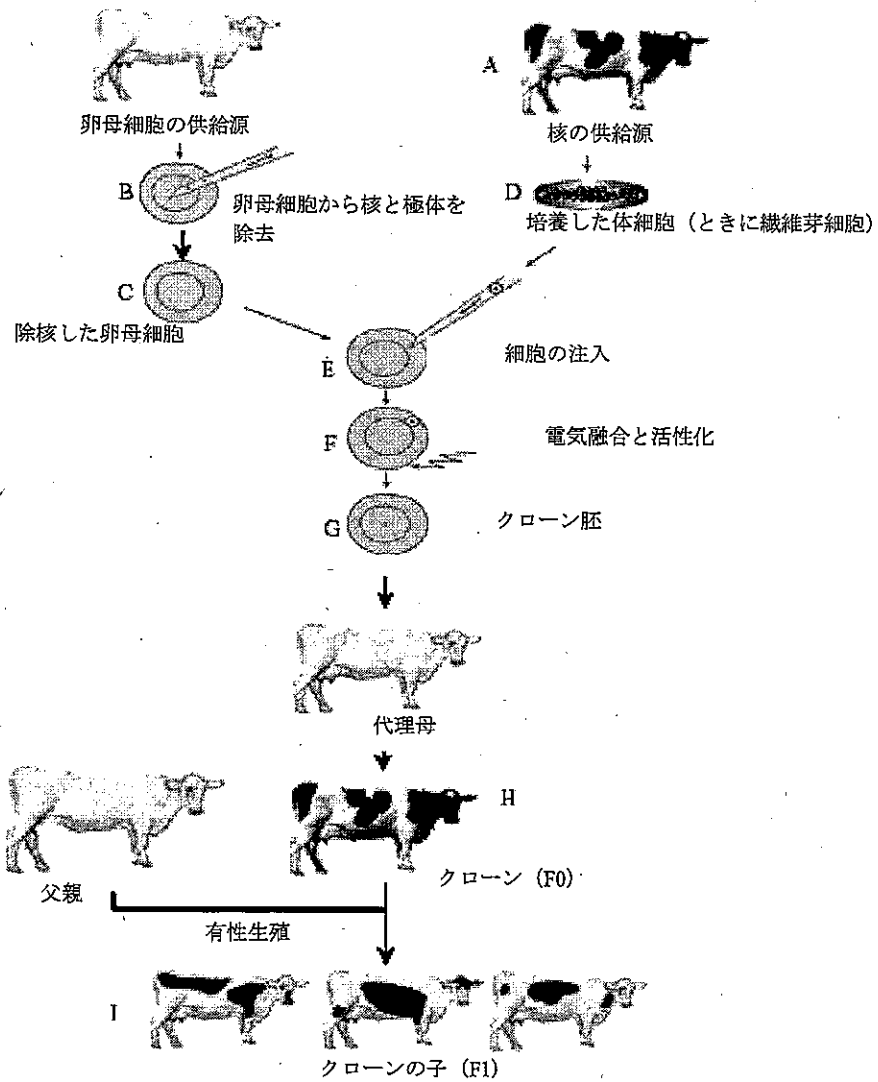 A
卵母細胞の供給源
核の供給源
B
卵母細胞から核と極体を
除去
D
培養した体細胞（ときに繊維芽細胞）
C
除核した卵母細胞
E
細胞の注入
F
電気融合と活性化
G
クローン胚
代理母
H
クローン (F0)
父親
有性生殖
I
クローンの子 (F1)